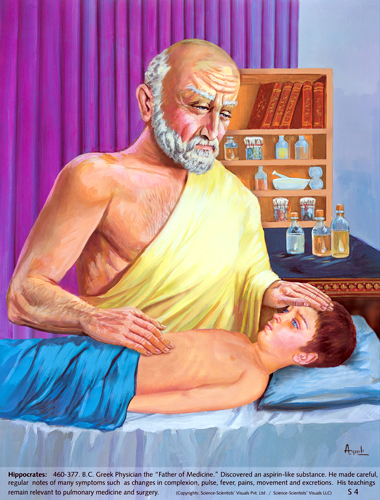 Hippocrates: 460-377. B.C. Greek Physician the "Father of Medicine." Discovered an aspirin-like substance. He made careful,
regular notes of many symptoms such as changes in complexion, pulse, fever, pains, movement and excretions. His teachings
remain relevant to pulmonary medicine and surgery. (Copyrights: Science-Scientists' Visuals Pvt, Ltd. / Science-Scientists' Visuals LLC) S 4